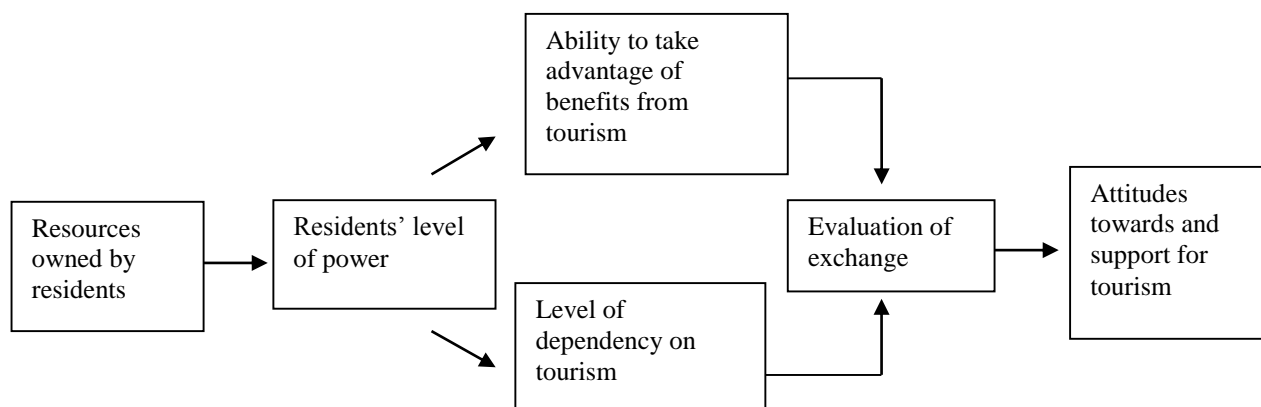 Resources
owned by
residents
Residents’ level
of power
Ability to take
advantage of
benefits from
tourism
Level of
dependency on
tourism
Evaluation of
exchange
Attitudes
towards and
support for
tourism